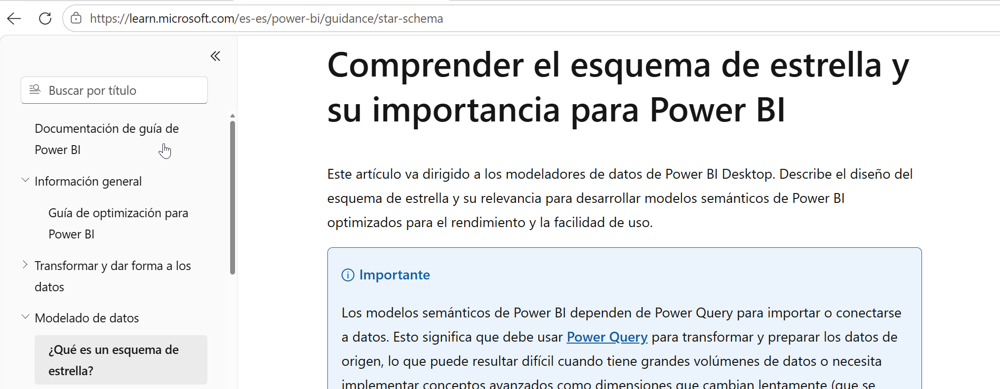 https://learn.microsoft.com/es-es/power-bi/guidance/star-schema
Buscar por título
Documentación de guía de
Power BI
Información general
Guía de optimización para
Power BI
Transformar y dar forma a los
datos
Modelado de datos
¿Qué es un esquema de
estrella?
Comprender el esquema de estrella y
su importancia para Power BI
Este artículo va dirigido a los modeladores de datos de Power BI Desktop. Describe el diseño del
esquema de estrella y su relevancia para desarrollar modelos semánticos de Power BI
optimizados para el rendimiento y la facilidad de uso.
Importante
Los modelos semánticos de Power BI dependen de Power Query para importar o conectarse
a datos. Esto significa que debe usar Power Query para transformar y preparar los datos de
origen, lo que puede resultar difícil cuando tiene grandes volúmenes de datos o necesita
implementar conceptos avanzados como dimensiones que cambian lentamente (que se